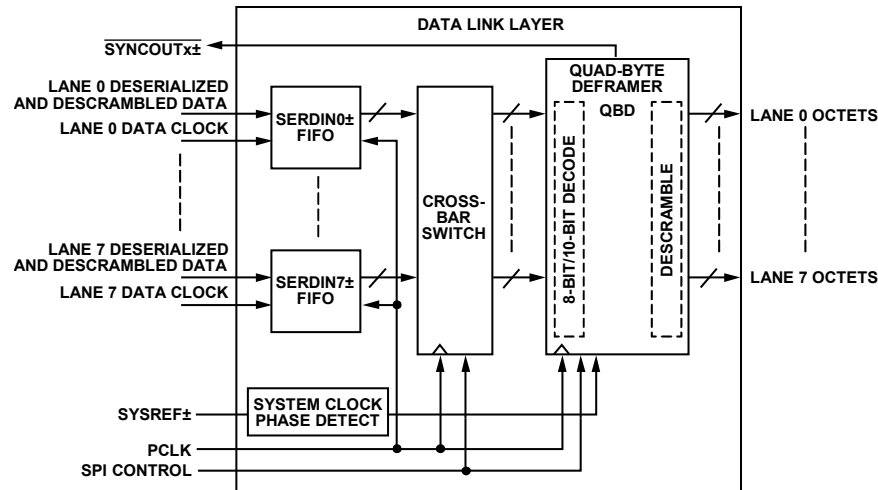 DATA LINK LAYER
SYNCOUTx±
LANE 0 DESERIALIZED
AND DESCRAMBLED DATA
LANE 0 DATA CLOCK
SERDIN0±
FIFO
CROSS-
BAR
SWITCH
QUAD-BYTE
DEFRAMER
QBD
8-BIT/10-BIT DECODE
DESCRAMBLE
LANE 0 OCTETS
LANE 7 DESERIALIZED
AND DESCRAMBLED DATA
LANE 7 DATA CLOCK
SERDIN7±
FIFO
LANE 7 OCTETS
SYSREF±
SYSTEM CLOCK
PHASE DETECT
PCLK
SPI CONTROL